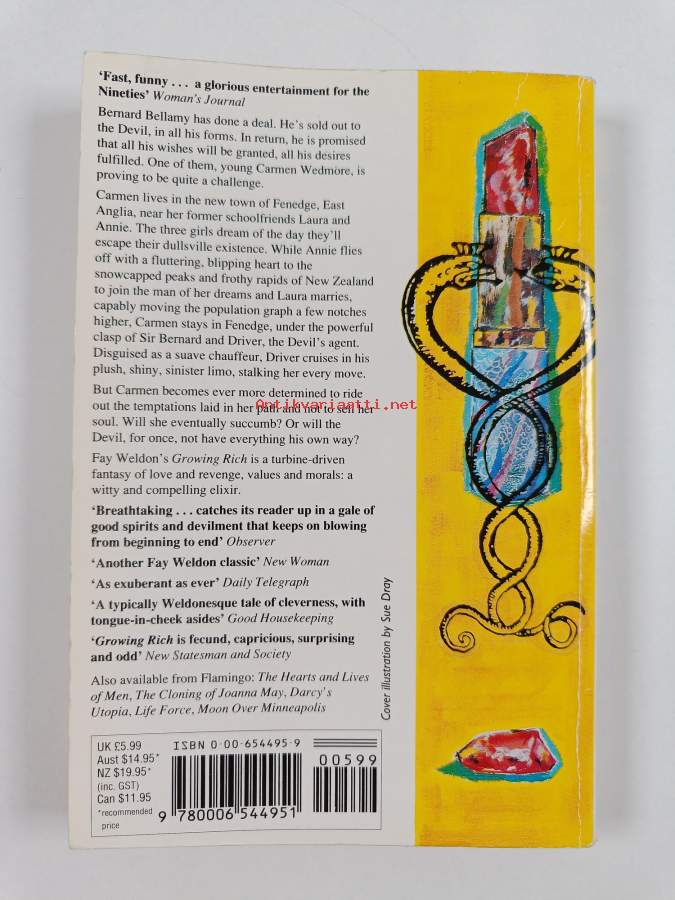 ‘Fast, funny . . . a glorious entertainment for the
Nineties’ Woman's Journal
Bernard Bellamy has done a deal. He's sold out to
the Devil, in all his forms. In return, he is promised
that all his wishes will be granted, all his desires
fulfilled. One of them, young Carmen Wedmore, is
proving to be quite a challenge.
Carmen lives in the new town of Fenedge, East
Anglia, near her former schoolfriends Laura and
Annie. The three girls dream of the day they'll
escape their dullsville existence. While Annie flies
off with a fluttering, blipping heart to the
snowcapped peaks and frothy rapids of New Zealand
to join the man of her dreams and Laura marries,
capably moving the population graph a few notches
higher, Carmen stays in Fenedge, under the powerful
clasp of Sir Bernard and Driver, the Devil's agent.
Disguised as a suave chauffeur, Driver cruises in his
plush, shiny, sinister limo, stalking her every move.
But Carmen becomes ever more determined to ride
out the temptations laid in her path and not to sell her
soul. Will she eventually succumb? Or will the
Devil, for once, not have everything his own way?
Fay Weldon's Growing Rich is a turbine-driven
fantasy of love and revenge, values and morals: a
witty and compelling elixir.
‘Breathtaking . . . catches its reader up in a gale of
good spirits and devilment that keeps on blowing
from beginning to end’ Observer
‘Another Fay Weldon classic’ New Woman
‘As exuberant as ever’ Daily Telegraph
‘A typically Weldonesque tale of cleverness, with
tongue-in-cheek asides’ Good Housekeeping
‘Growing Rich is fecund, capricious, surprising
and odd’ New Statesman and Society
Also available from Flamingo: The Hearts and Lives
of Men, The Cloning of Joanna May, Darcy's
Utopia, Life Force, Moon Over Minneapolis
Cover illustration by Sue Dray
UK £5.99
Aust $14.95*
NZ $19.95*
(inc. GST)
Can $11.95
*recommended
price
ISBN 0-00-654495-9
00599
9 780006 544951
Antikvariaatti.net